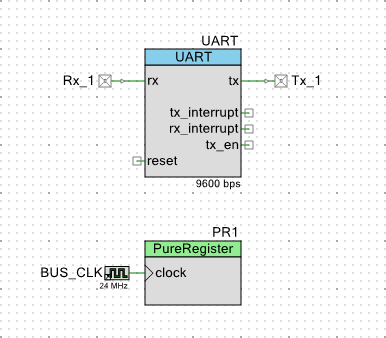 UART
UART
Rx_1 rx tx Tx_1
tx_interrupt
rx_interrupt
tx_en
reset
9600 bps
PR1
PureRegister
BUS_CLK clock
24 MHz